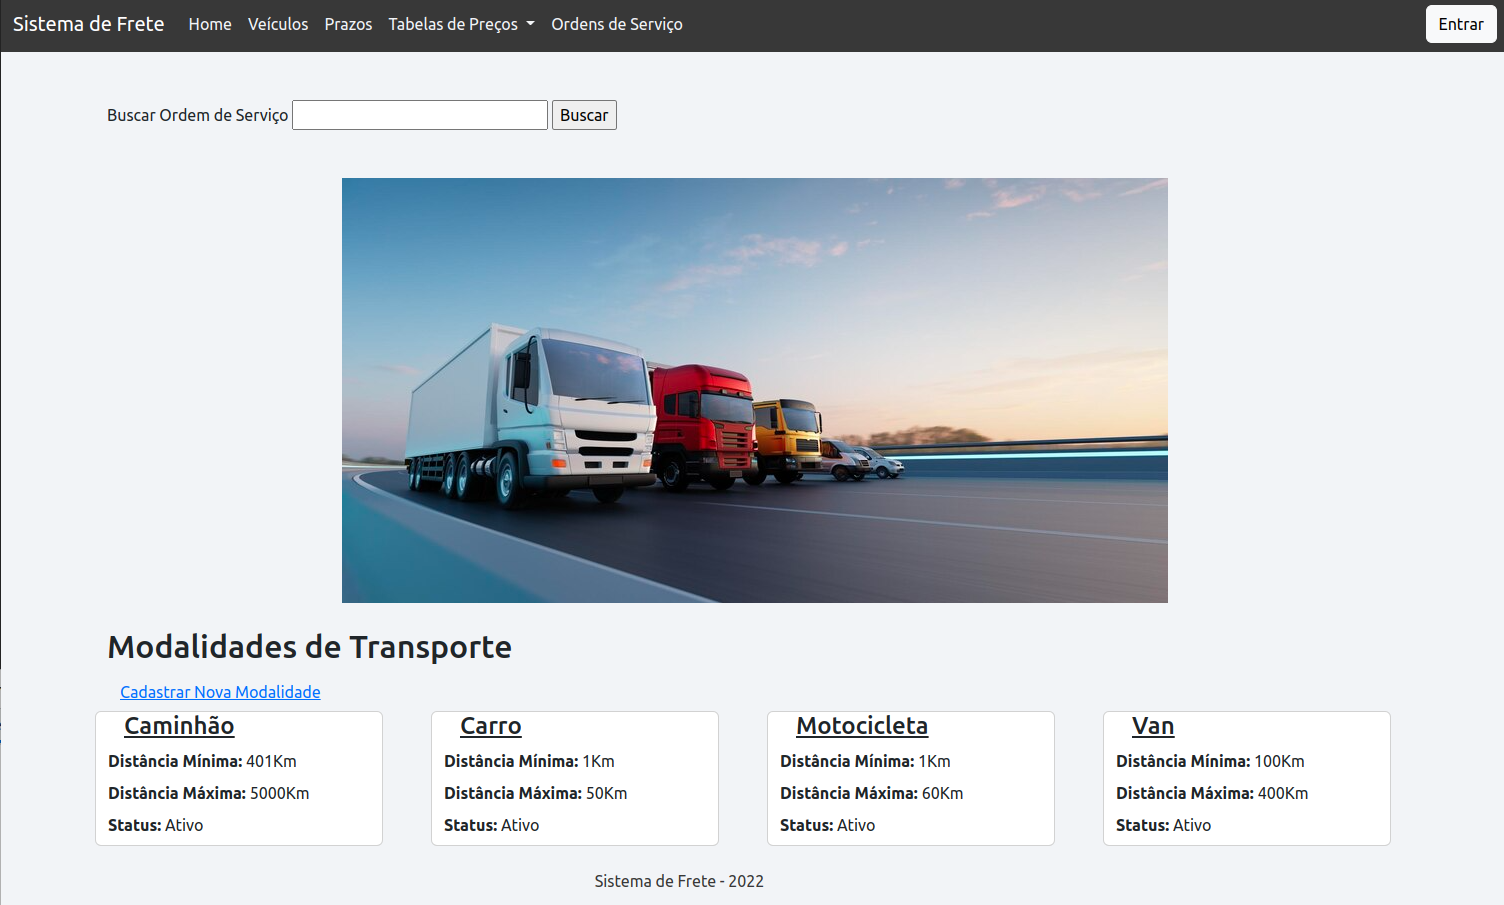 Sistema de Frete Home Veículos Prazos Tabelas de Preços Ordens de Serviço Entrar
Buscar Ordem de Serviço Buscar
Modalidades de Transporte
Cadastrar Nova Modalidade
Caminhão
Distância Mínima: 401Km
Distância Máxima: 5000Km
Status: Ativo
Carro
Distância Mínima: 1Km
Distância Máxima: 50Km
Status: Ativo
Motocicleta
Distância Mínima: 1Km
Distância Máxima: 60Km
Status: Ativo
Van
Distância Mínima: 100Km
Distância Máxima: 400Km
Status: Ativo
Sistema de Frete - 2022